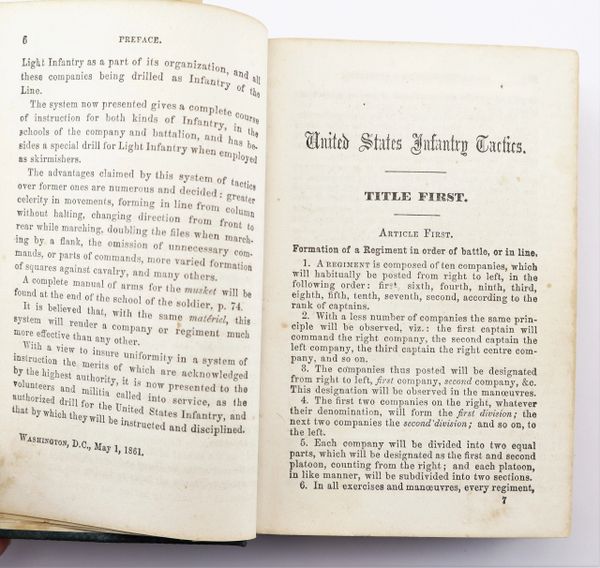 6 PREFACE.
Light Infantry as a part of its organization, and all
these companies being drilled as Infantry of the
Line.
The system now presented gives a complete course
of instruction for both kinds of Infantry, in the
schools of the company and battalion, and has be-
sides a special drill for Light Infantry when employed
as skirmishers.
The advantages claimed by this system of tactics
over former ones are numerous and decided; greater
celerity in movements, forming in line from column
without halting, changing direction from front to
rear while marching, doubling the files when march-
ing by a flank, the omission of unnecessary com-
mands, or parts of commands, more varied formation
of squares against cavalry, and many others.
A complete manual of arms for the musket will be
found at the end of the school of the soldier, p. 74.
It is believed that, with the same matériel, this
system will render a company or regiment much
more effective than any other.
With a view to insure uniformity in a system of
instruction the merits of which are acknowledged
by the highest authority, it is now presented to the
volunteers and militia called into service, as the
authorized drill for the United States Infantry, and
that by which they will be instructed and disciplined.
WASHINGTON, D.C., May 1, 1861.
United States Infantry Tactics.
TITLE FIRST.
ARTICLE FIRST.
Formation of a Regiment in order of battle, or in line.
1. A REGIMENT is composed of ten companies, which
will habitually be posted from right to left, in the
following order: first, sixth, fourth, ninth, third,
eighth, fifth, tenth, seventh, second, according to the
rank of captains.
2. With a less number of companies the same prin-
ciple will be observed, viz.: the first captain will
command the right company, the second captain the
left company, the third captain the right centre com-
pany, and so on.
3. The companies thus posted will be designated
from right to left, first company, second company, &c.
This designation will be observed in the manœuvres.
4. The first two companies on the right, whatever
their denomination, will form the first division; the
next two companies the second division; and so on, to
the left.
5. Each company will be divided into two equal
parts, which will be designated as the first and second
platoon, counting from the right; and each platoon,
in like manner, will be subdivided into two sections.
6. In all exercises and manœuvres, every regiment,
7